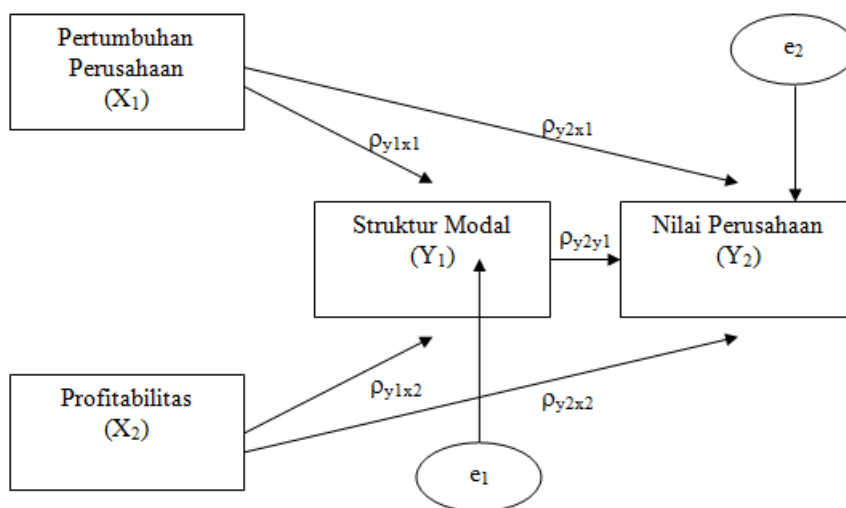 Pertumbuhan
Perusahaan
(X₁)
e₂
ρy1x1
ρy2x1
Struktur Modal
(Y₁)
ρy2y1
Nilai Perusahaan
(Y₂)
Profitabilitas
(X₂)
ρy1x2
ρy2x2
e₁